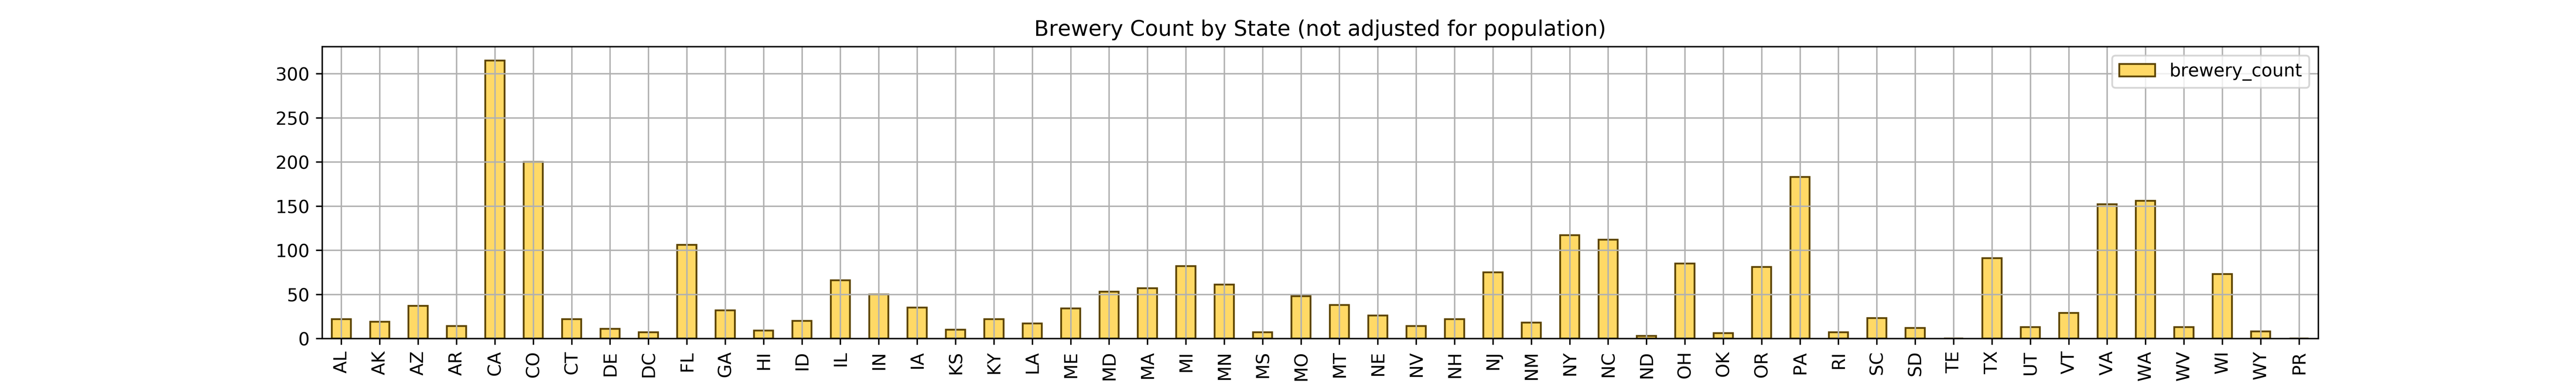 Brewery Count by State (not adjusted for population)
brewery_count
300
250
200
150
100
50
0
AL AK AZ AR CA CO CT DE DC FL GA HI ID IL IN IA KS KY LA ME MD MA MI MN MS MO MT NE NV NH NJ NM NY NC ND OH OK OR PA RI SC SD TE TX UT VT VA WA WV WI WY PR